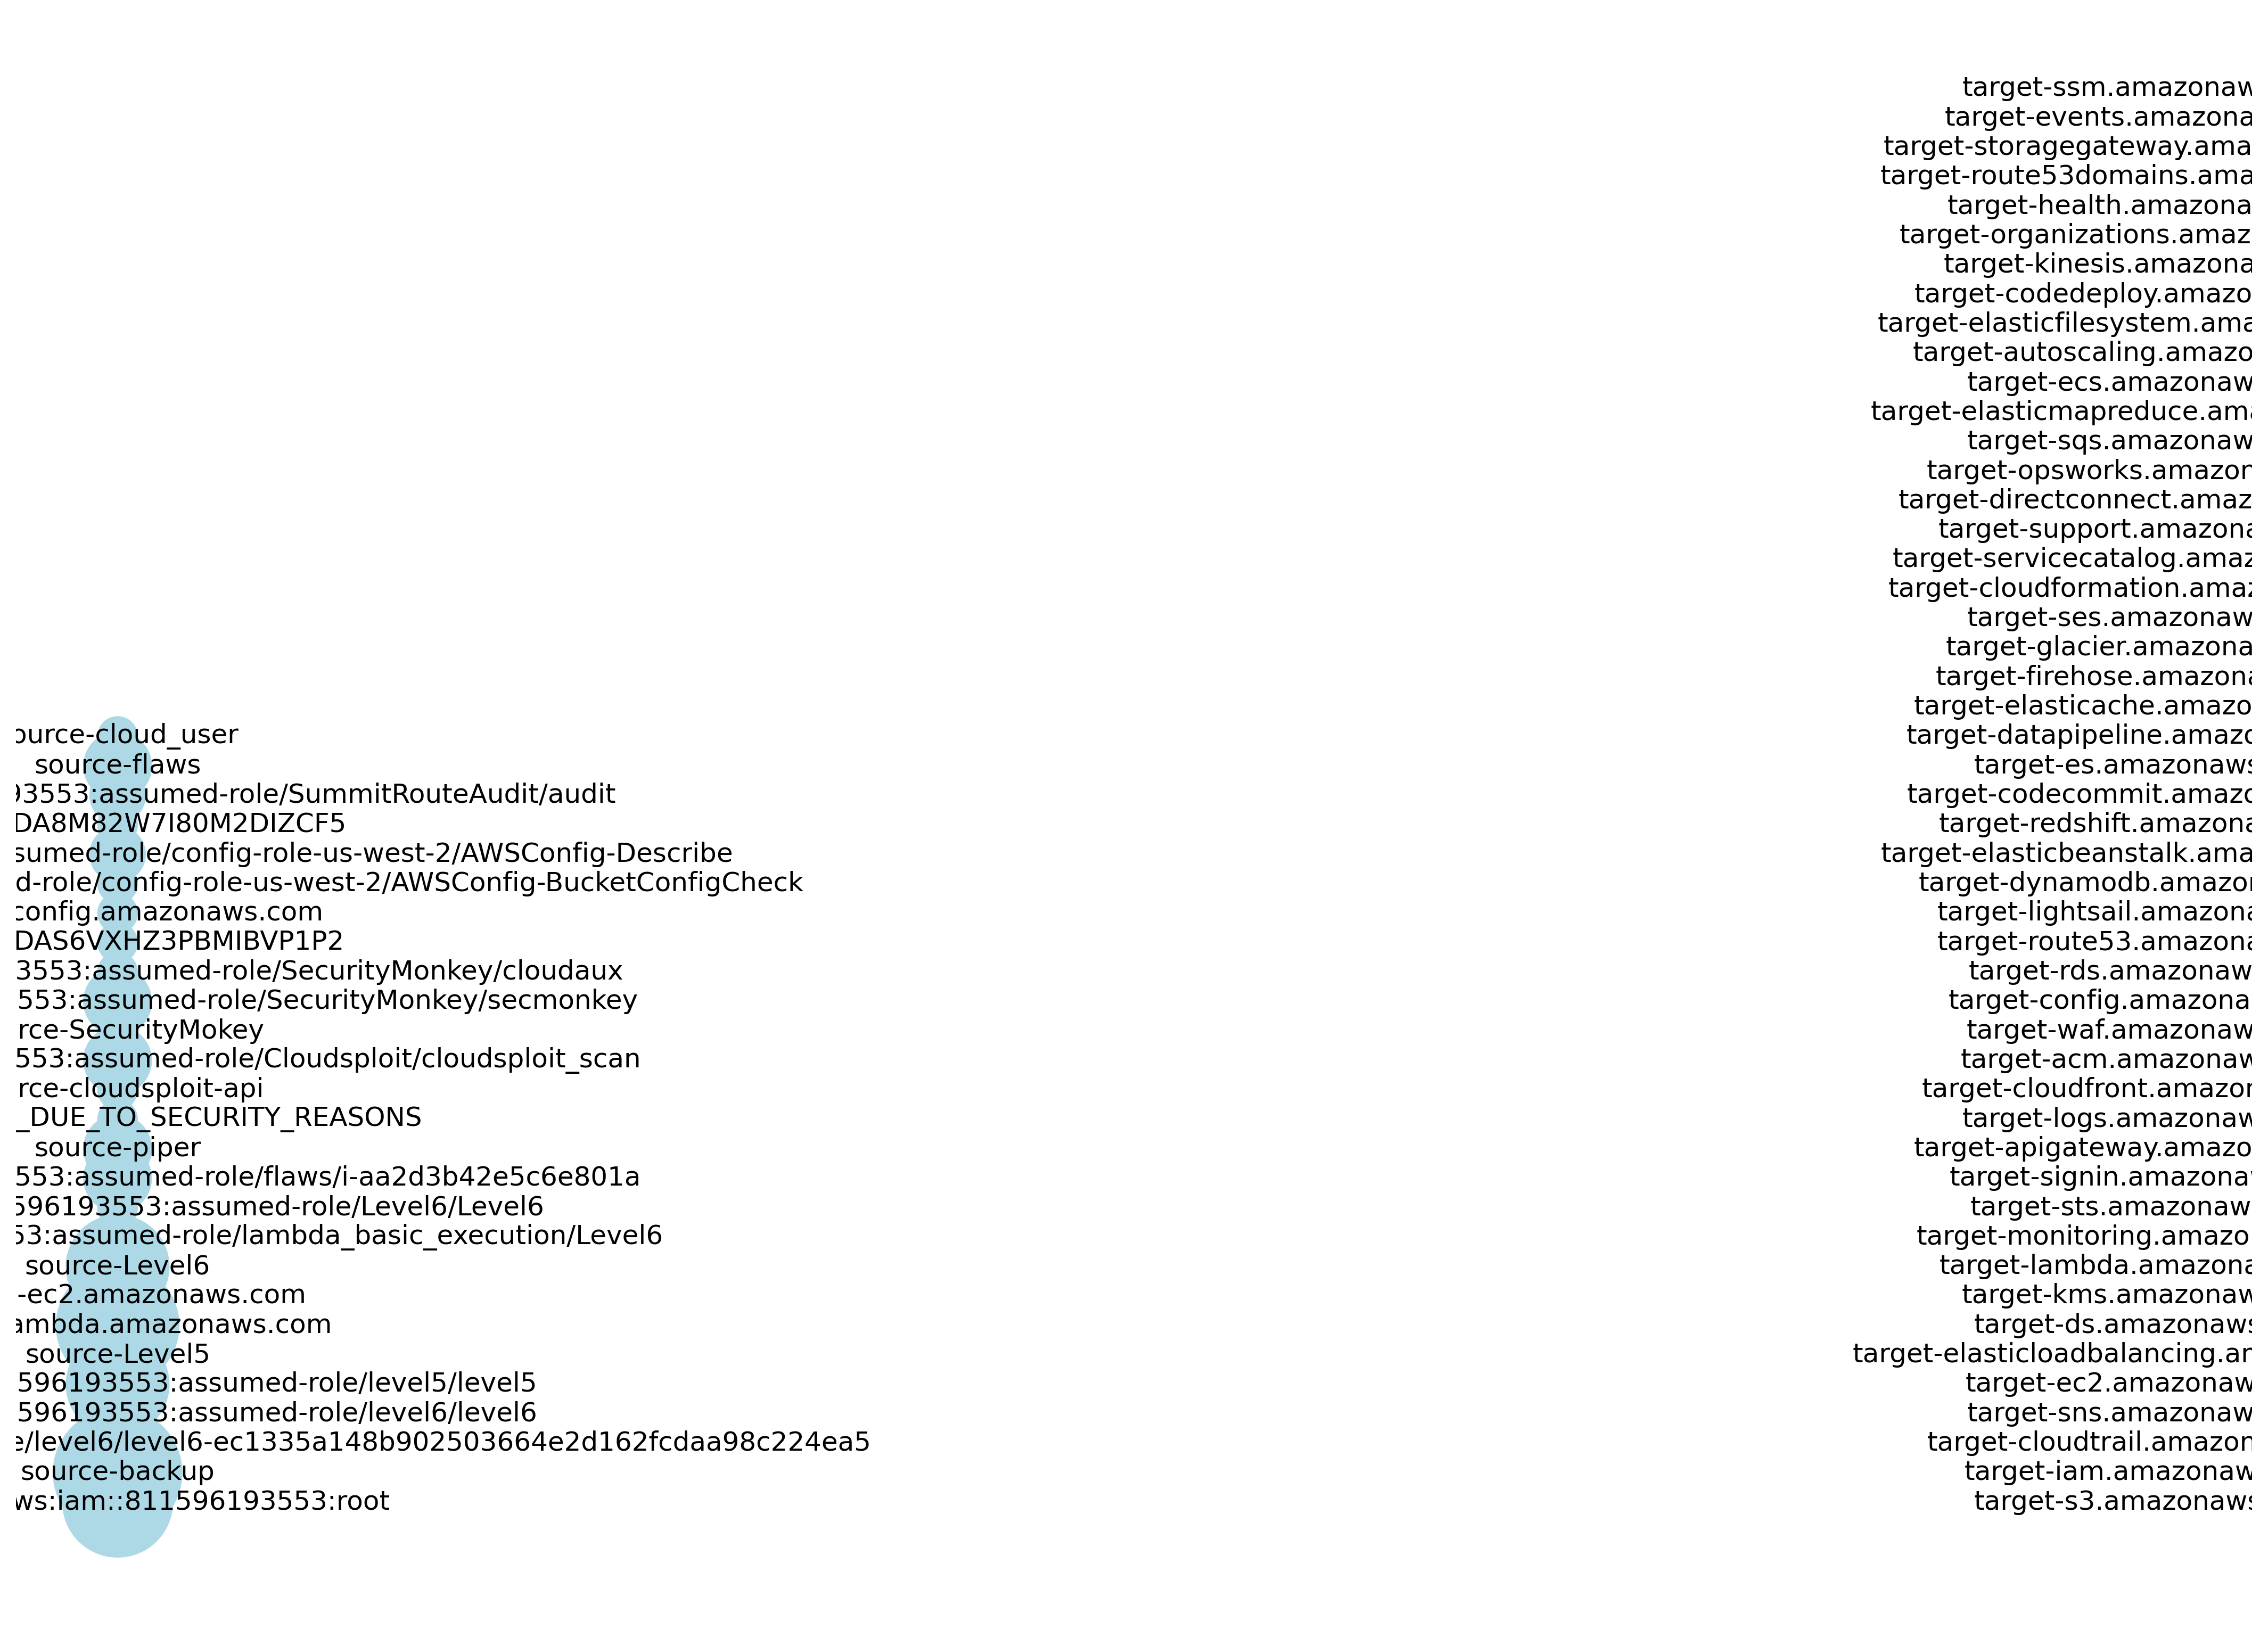 target-ssm.amazonaw
target-events.amazona
target-storagegateway.ama
target-route53domains.ama
target-health.amazona
target-organizations.amaz
target-kinesis.amazona
target-codedeploy.amazo
target-elasticfilesystem.ama
target-autoscaling.amazo
target-ecs.amazonaw
target-elasticmapreduce.ama
target-sqs.amazonaw
target-opsworks.amazon
target-directconnect.amaz
target-support.amazona
target-servicecatalog.amaz
target-cloudformation.amaz
target-ses.amazonaw
target-glacier.amazona
target-firehose.amazona
target-elasticache.amazo
target-datapipeline.amazo
target-es.amazonaws
target-codecommit.amazo
target-redshift.amazona
target-elasticbeanstalk.ama
target-dynamodb.amazon
target-lightsail.amazona
target-route53.amazona
target-rds.amazonaw
target-config.amazona
target-waf.amazonaw
target-acm.amazonaw
target-cloudfront.amazon
target-logs.amazonaw
target-apigateway.amazo
target-signin.amazonaw
target-sts.amazonaw
target-monitoring.amazo
target-lambda.amazona
target-kms.amazonaw
target-ds.amazonaws
target-elasticloadbalancing.am
target-ec2.amazonaw
target-sns.amazonaw
target-cloudtrail.amazon
target-iam.amazonaw
target-s3.amazonaws
ource-cloud_user
source-flaws
93553:assumed-role/SummitRouteAudit/audit
DA8M82W7I80M2DIZCF5
sumed-role/config-role-us-west-2/AWSConfig-Describe
d-role/config-role-us-west-2/AWSConfig-BucketConfigCheck
config.amazonaws.com
DAS6VXHZ3PBMIBVP1P2
3553:assumed-role/SecurityMonkey/cloudaux
553:assumed-role/SecurityMonkey/secmonkey
rce-SecurityMokey
553:assumed-role/Cloudsploit/cloudsploit_scan
rce-cloudsploit-api
_DUE_TO_SECURITY_REASONS
source-piper
553:assumed-role/flaws/i-aa2d3b42e5c6e801a
596193553:assumed-role/Level6/Level6
53:assumed-role/lambda_basic_execution/Level6
source-Level6
-ec2.amazonaws.com
ambda.amazonaws.com
source-Level5
596193553:assumed-role/level5/level5
596193553:assumed-role/level6/level6
e/level6/level6-ec1335a148b902503664e2d162fcdaa98c224ea5
source-backup
ws:iam::811596193553:root